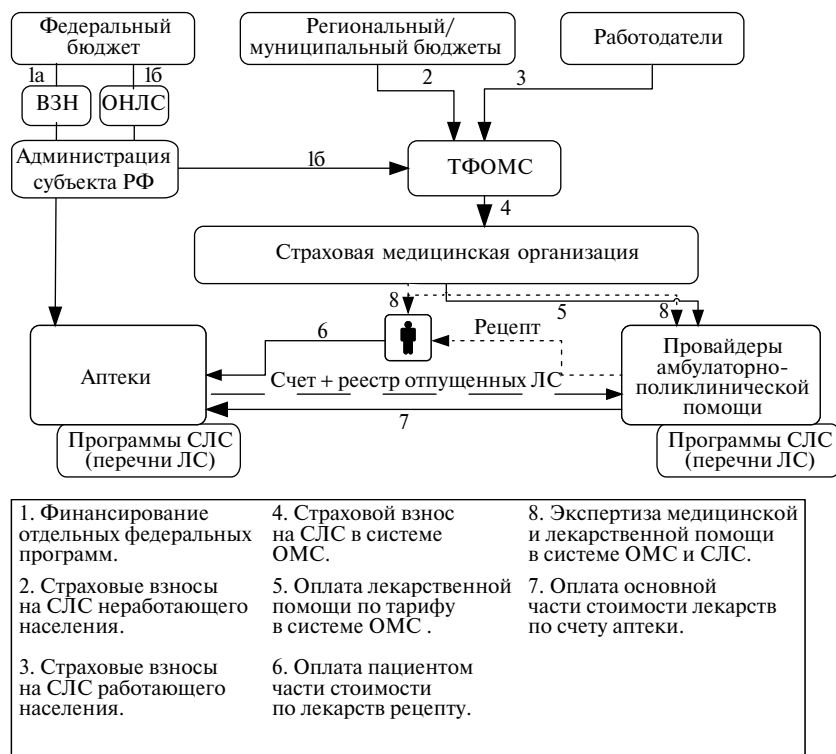 Федеральный
бюджет
Региональный/
муниципальный бюджеты
Работодатели
1а
1б
2
3
ВЗН
ОНЛС
Администрация
субъекта РФ
1б
ТФОМС
4
Страховая медицинская организация
8
5
8
6
Рецепт
Аптеки
Счет + реестр отпущенных ЛС
Провайдеры
амбулаторно-
поликлинической
помощи
7
Программы СЛС
(перечни ЛС)
Программы СЛС
(перечни ЛС)
1. Финансирование
отдельных федеральных
программ.
2. Страховые взносы
на СЛС неработающего
населения.
3. Страховые взносы
на СЛС работающего
населения.
4. Страховой взнос
на СЛС в системе
ОМС.
5. Оплата лекарственной
помощи по тарифу
в системе ОМС .
6. Оплата пациентом
части стоимости
по лекарств рецепту.
8. Экспертиза медицинской
и лекарственной помощи
в системе ОМС и СЛС.
7. Оплата основной
части стоимости лекарств
по счету аптеки.